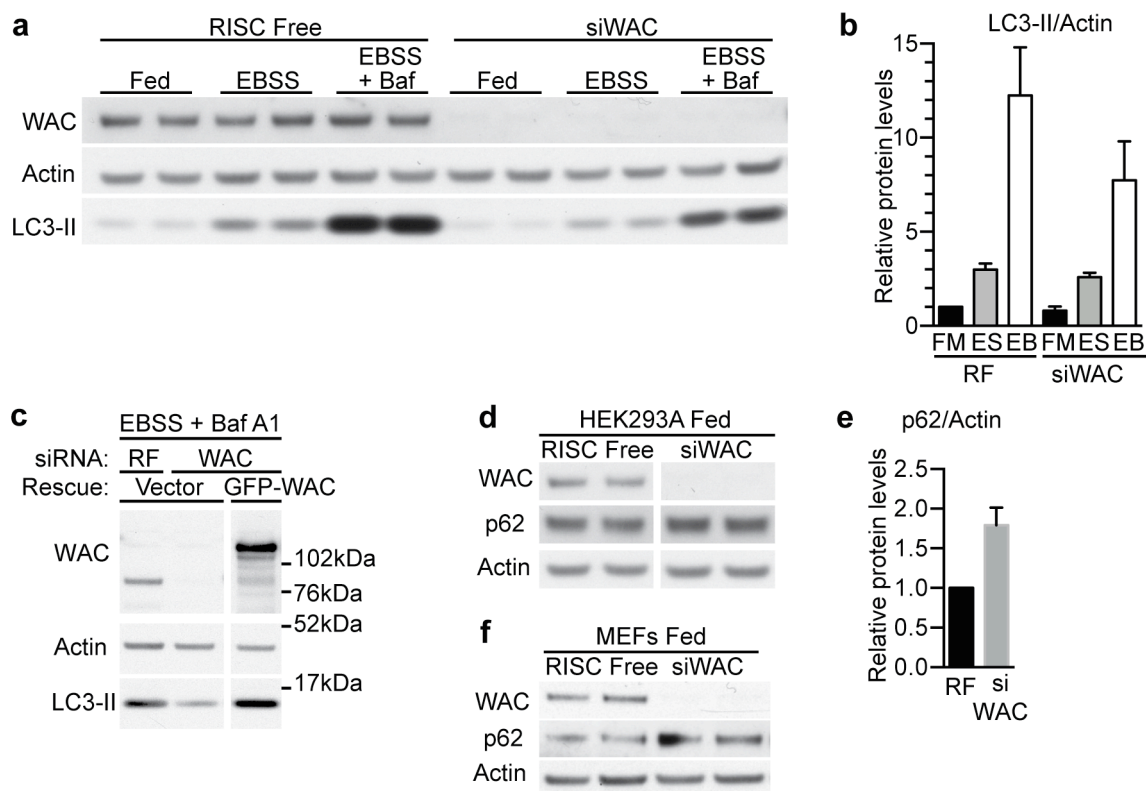 a
RISC Free siWAC
Fed EBSS EBSS + Baf Fed EBSS EBSS + Baf
WAC
Actin
LC3-II
b
LC3-II/Actin
Relative protein levels
15
10
5
0
FM ES EB FM ES EB
RF siWAC
c
EBSS + Baf A1
siRNA: RF WAC
Rescue: Vector GFP-WAC
WAC
102kDa
76kDa
52kDa
Actin
17kDa
LC3-II
d
HEK293A Fed
RISC Free siWAC
WAC
p62
Actin
e
p62/Actin
Relative protein levels
2.5
2.0
1.5
1.0
0.5
0.0
RF si
WAC
f
MEFs Fed
RISC Free siWAC
WAC
p62
Actin